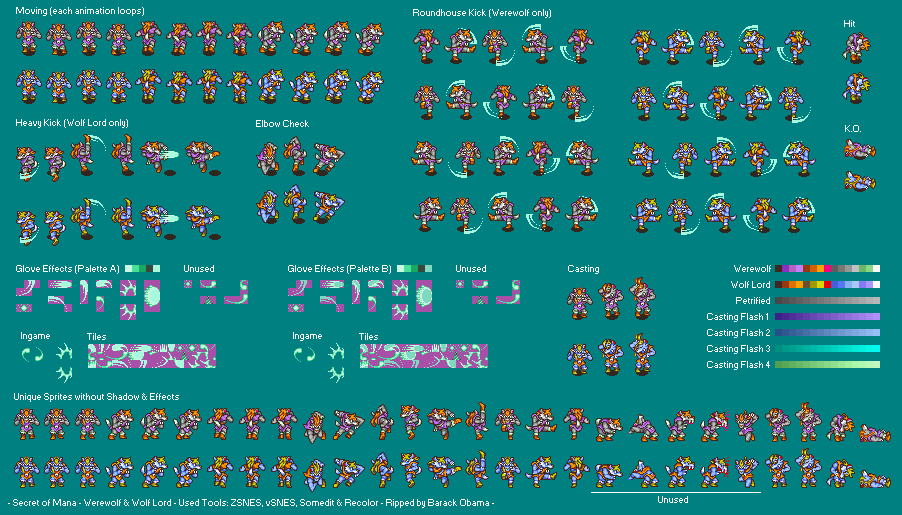 Moving (each animation loops)
Roundhouse Kick (Werewolf only)
Hit
Heavy Kick (Wolf Lord only)
Elbow Check
K.O.
Glove Effects (Palette A)
Unused
Glove Effects (Palette B)
Unused
Casting
Werewolf
Wolf Lord
Petrified
Casting Flash 1
Casting Flash 2
Casting Flash 3
Casting Flash 4
Ingame
Tiles
Ingame
Tiles
Unique Sprites without Shadow & Effects
Unused
- Secret of Mana - Werewolf & Wolf Lord - Used Tools: ZSNES, vSNES, Somedit & Recolor - Ripped by Barack Obama -